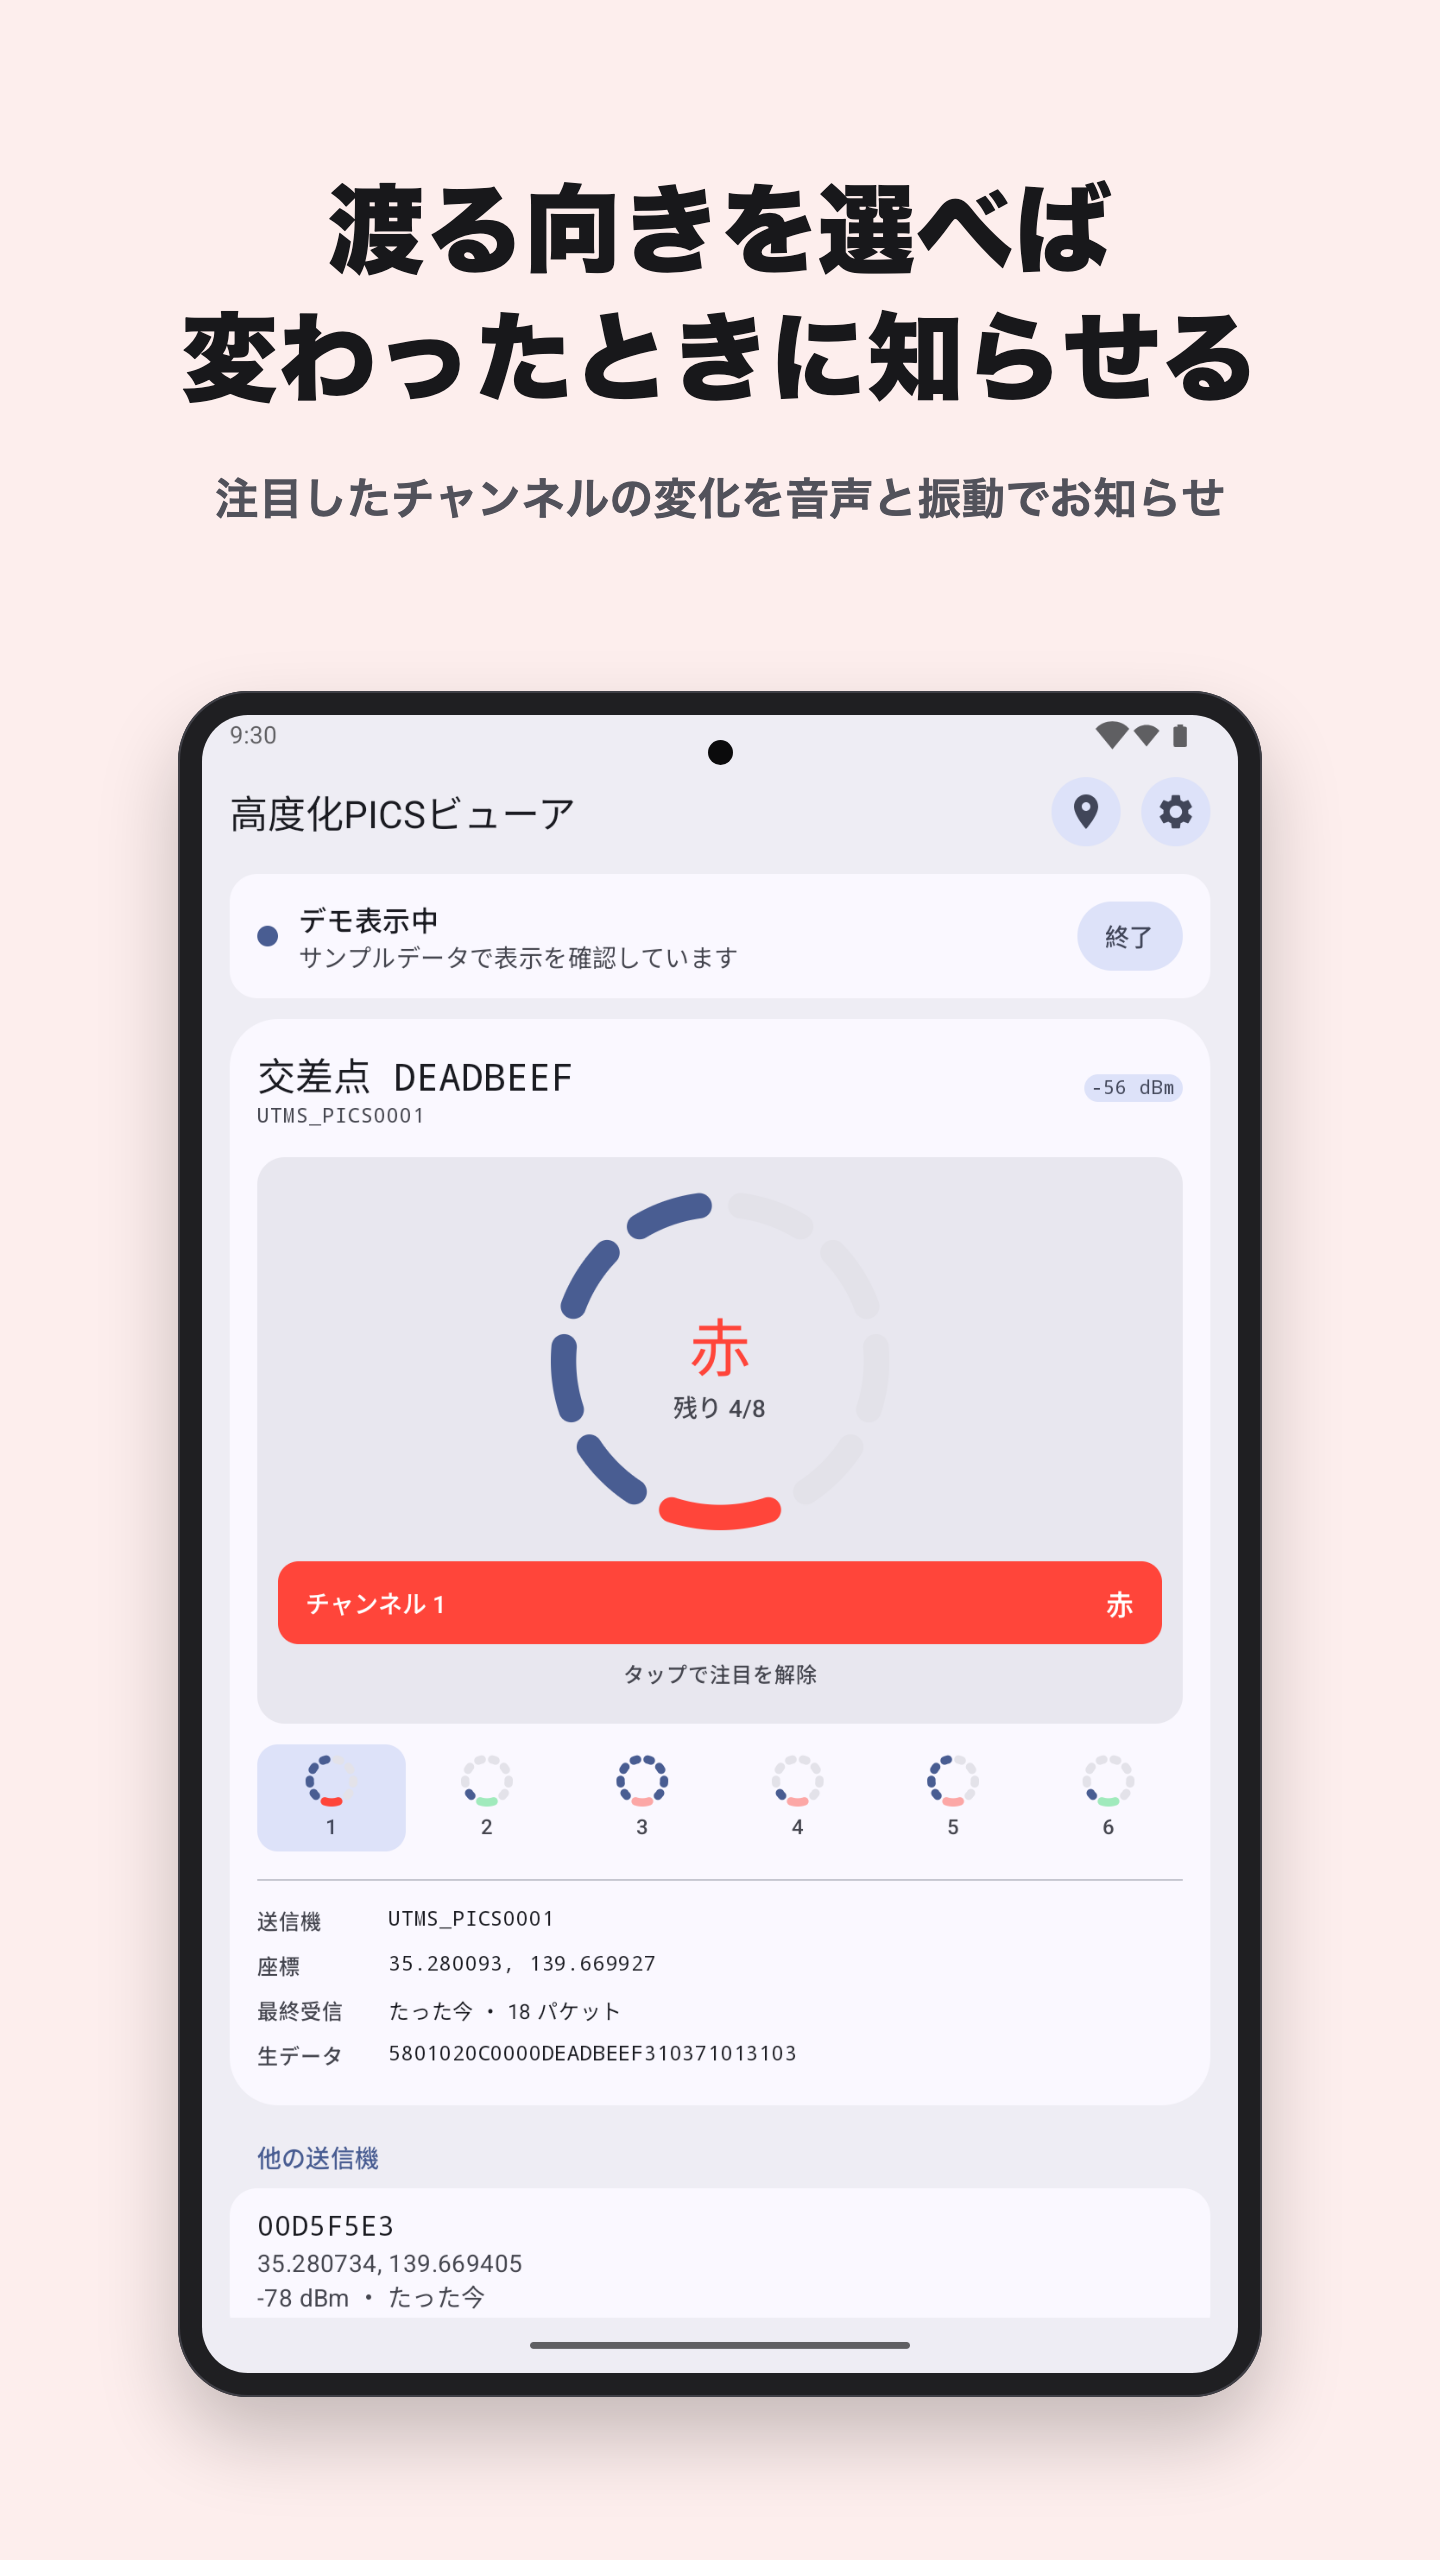 渡る向きを選べば
変わったときに知らせる
注目したチャンネルの変化を音声と振動でお知らせ
9:30
高度化PICSビューア
デモ表示中
サンプルデータで表示を確認しています
終了
交差点 DEADBEEF
-56 dBm
UTMS_PICS0001
赤
残り 4/8
チャンネル 1 赤
タップで注目を解除
1 2 3 4 5 6
送信機 UTMS_PICS0001
座標 35.280093, 139.669927
最終受信 たった今 ・ 18 パケット
生データ 5801020C0000DEADBEEF310371013103
他の送信機
00D5F5E3
35.280734, 139.669405
-78 dBm ・ たった今